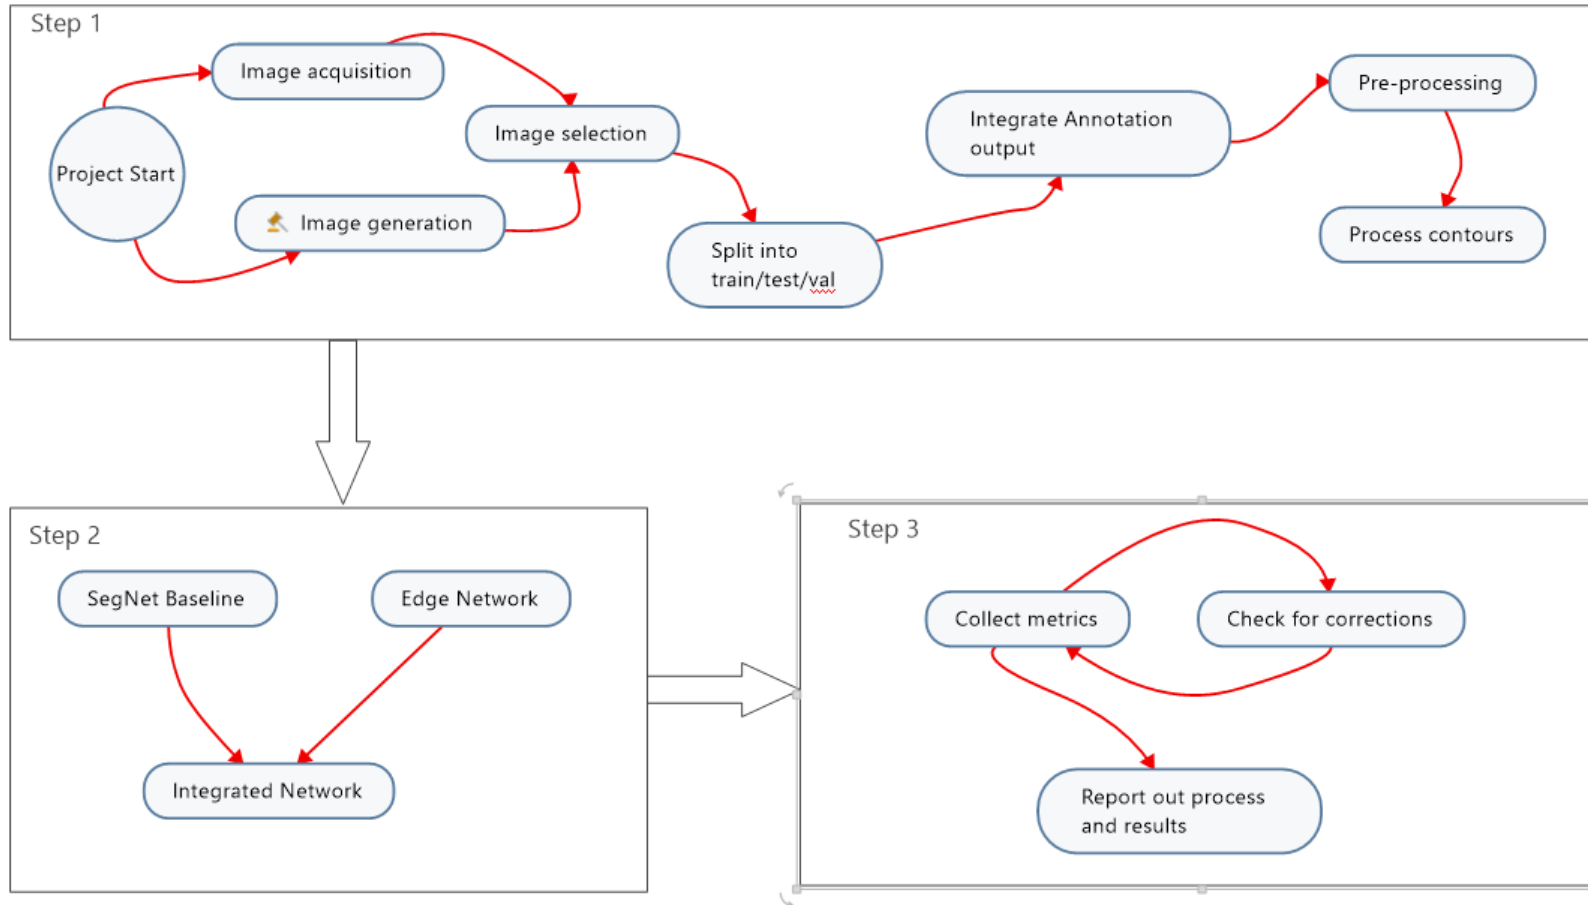 Step 1
Image acquisition
Pre-processing
Integrate Annotation
output
Image selection
Project Start
Image generation
Split into
train/test/val
Process contours
Step 2
SegNet Baseline
Edge Network
Integrated Network
Step 3
Collect metrics
Check for corrections
Report out process
and results